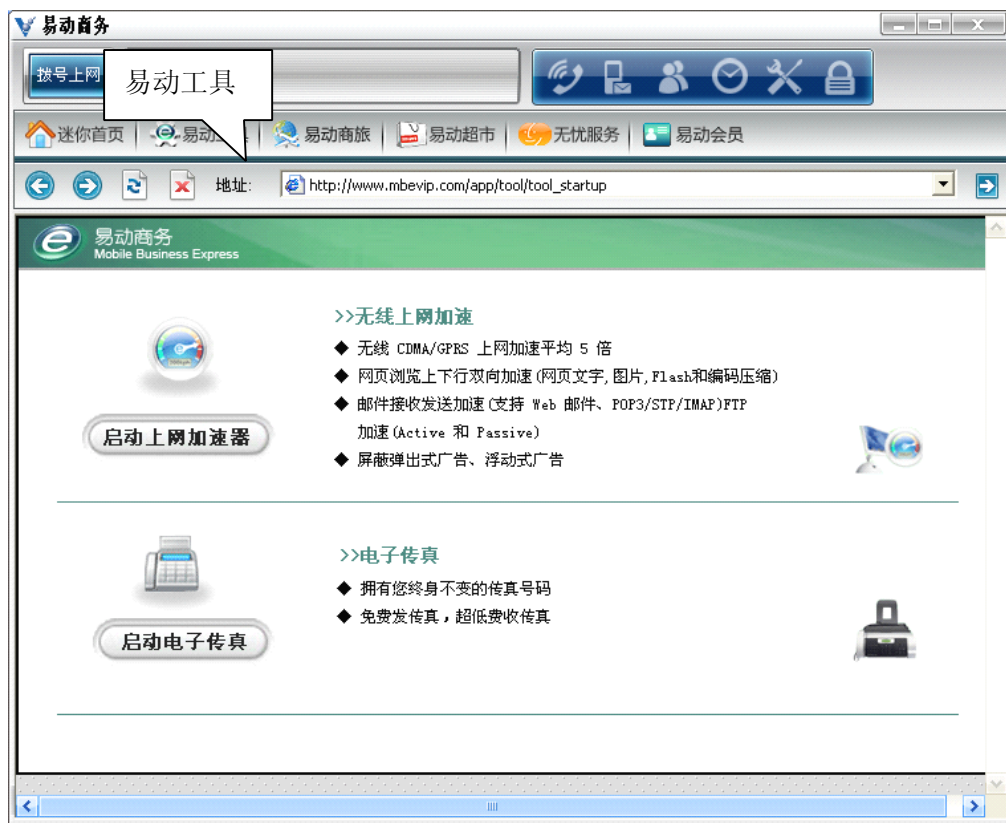 易动商务
拨号上网
易动工具
迷你首页 易动 易动商旅 易动超市 无忧服务 易动会员
地址: http://www.mbevip.com/app/tool/tool_startup
易动商务
Mobile Business Express
>>无线上网加速
◆ 无线 CDMA/GPRS 上网加速平均 5 倍
◆ 网页浏览上下行双向加速(网页文字,图片,Flash和编码压缩)
◆ 邮件接收发送加速(支持 Web 邮件、POP3/STP/IMAP)FTP
加速(Active 和 Passive)
◆ 屏蔽弹出式广告、浮动式广告
启动上网加速器
>>电子传真
◆ 拥有您终身不变的传真号码
◆ 免费发传真，超低费收传真
启动电子传真